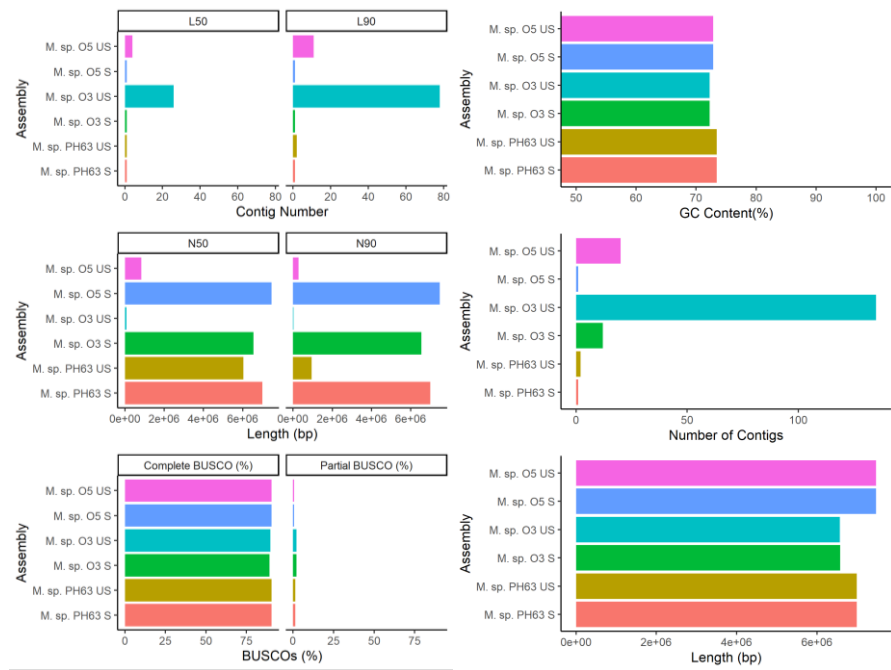 L50 L90
Assembly
M. sp. O5 US
M. sp. O5 S
M. sp. O3 US
M. sp. O3 S
M. sp. PH63 US
M. sp. PH63 S
0 20 40 60 80 0 20 40 60 80
Contig Number
Assembly
M. sp. O5 US
M. sp. O5 S
M. sp. O3 US
M. sp. O3 S
M. sp. PH63 US
M. sp. PH63 S
50 60 70 80 90 100
GC Content(%)
N50 N90
Assembly
M. sp. O5 US
M. sp. O5 S
M. sp. O3 US
M. sp. O3 S
M. sp. PH63 US
M. sp. PH63 S
0e+00 2e+06 4e+06 6e+06 0e+00 2e+06 4e+06 6e+06
Length (bp)
Assembly
M. sp. O5 US
M. sp. O5 S
M. sp. O3 US
M. sp. O3 S
M. sp. PH63 US
M. sp. PH63 S
0 50 100
Number of Contigs
Complete BUSCO (%) Partial BUSCO (%)
Assembly
M. sp. O5 US
M. sp. O5 S
M. sp. O3 US
M. sp. O3 S
M. sp. PH63 US
M. sp. PH63 S
0 25 50 75 0 25 50 75
BUSCOs (%)
Assembly
M. sp. O5 US
M. sp. O5 S
M. sp. O3 US
M. sp. O3 S
M. sp. PH63 US
M. sp. PH63 S
0e+00 2e+06 4e+06 6e+06
Length (bp)